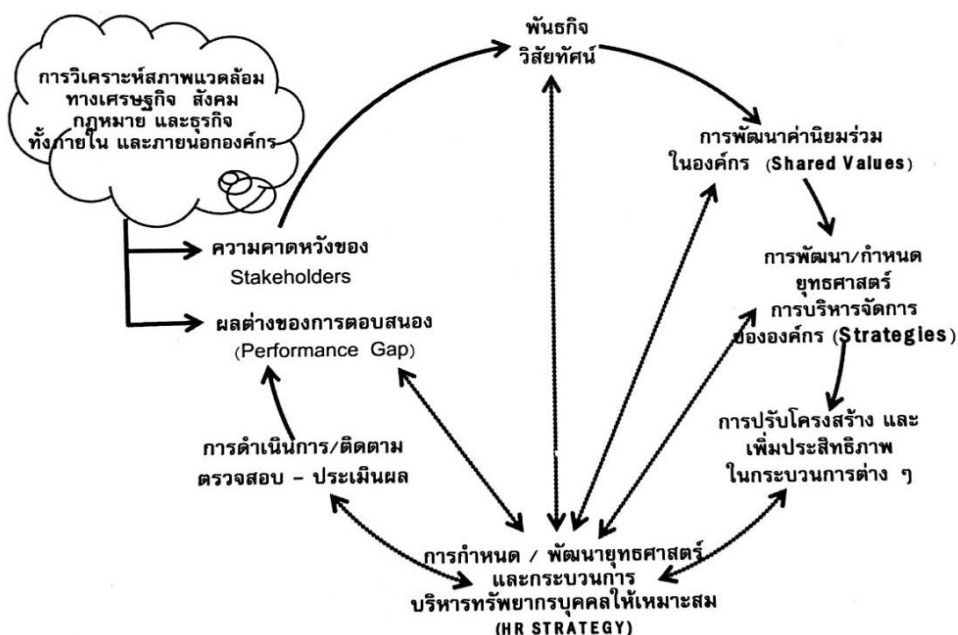 การวิเคราะห์สภาพแวดล้อม
ทางเศรษฐกิจ สังคม
กฎหมาย และธุรกิจ
ทั้งภายใน และภายนอกองค์กร
พันธกิจ
วิสัยทัศน์
การพัฒนาค่านิยมร่วม
ในองค์กร (Shared Values)
การพัฒนา/กำหนด
ยุทธศาสตร์
การบริหารจัดการ
ขององค์กร (Strategies)
การปรับโครงสร้าง และ
เพิ่มประสิทธิภาพ
ในกระบวนการต่าง ๆ
การกำหนด / พัฒนายุทธศาสตร์
และกระบวนการ
บริหารทรัพยากรบุคคลให้เหมาะสม
(HR STRATEGY)
การดำเนินการ/ติดตาม
ตรวจสอบ - ประเมินผล
ผลต่างของการตอบสนอง
(Performance Gap)
ความคาดหวังของ
Stakeholders